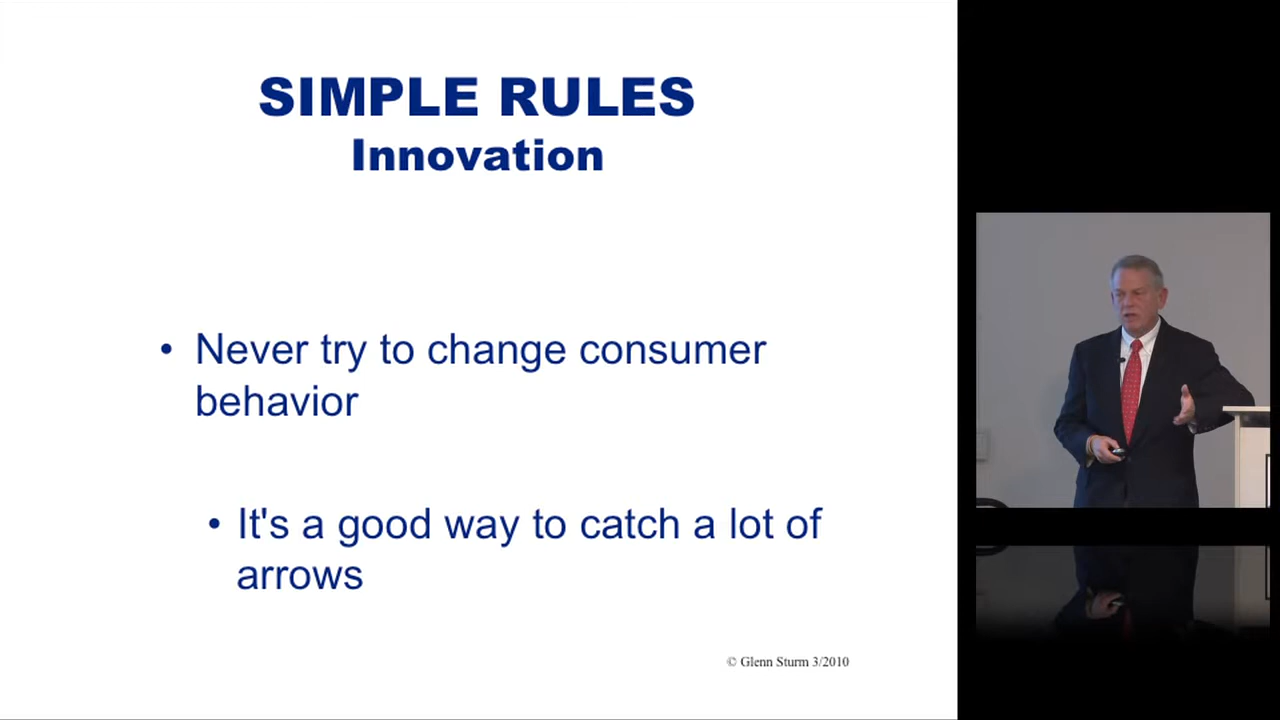 SIMPLE RULES
Innovation
• Never try to change consumer
behavior
• It's a good way to catch a lot of
arrows
© Glenn Sturm 3/2010